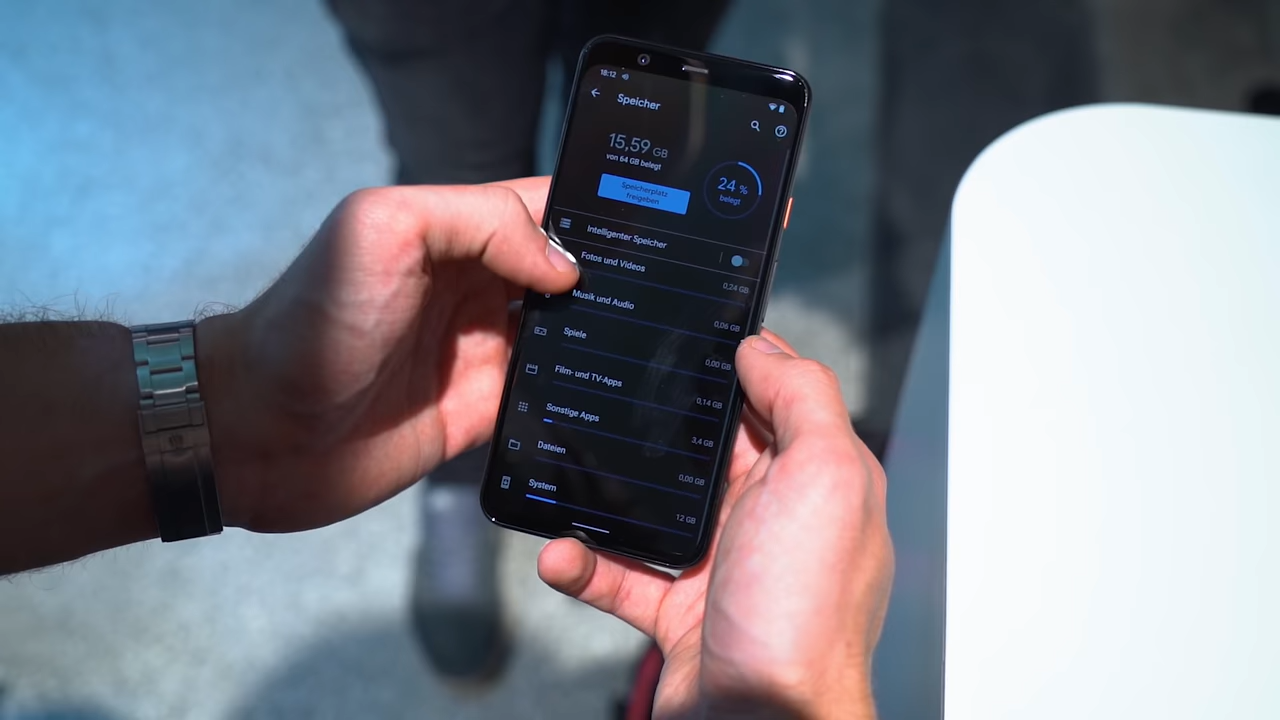 18:12
Speicher
15,59 GB
von 64 GB belegt
24 %
belegt
Speicherplatz
freigeben
Intelligenter Speicher
Fotos und Videos
0,24 GB
Musik und Audio
0,06 GB
Spiele
0,00 GB
Film- und TV-Apps
0,14 GB
Sonstige Apps
3,4 GB
Dateien
0,00 GB
System
12 GB